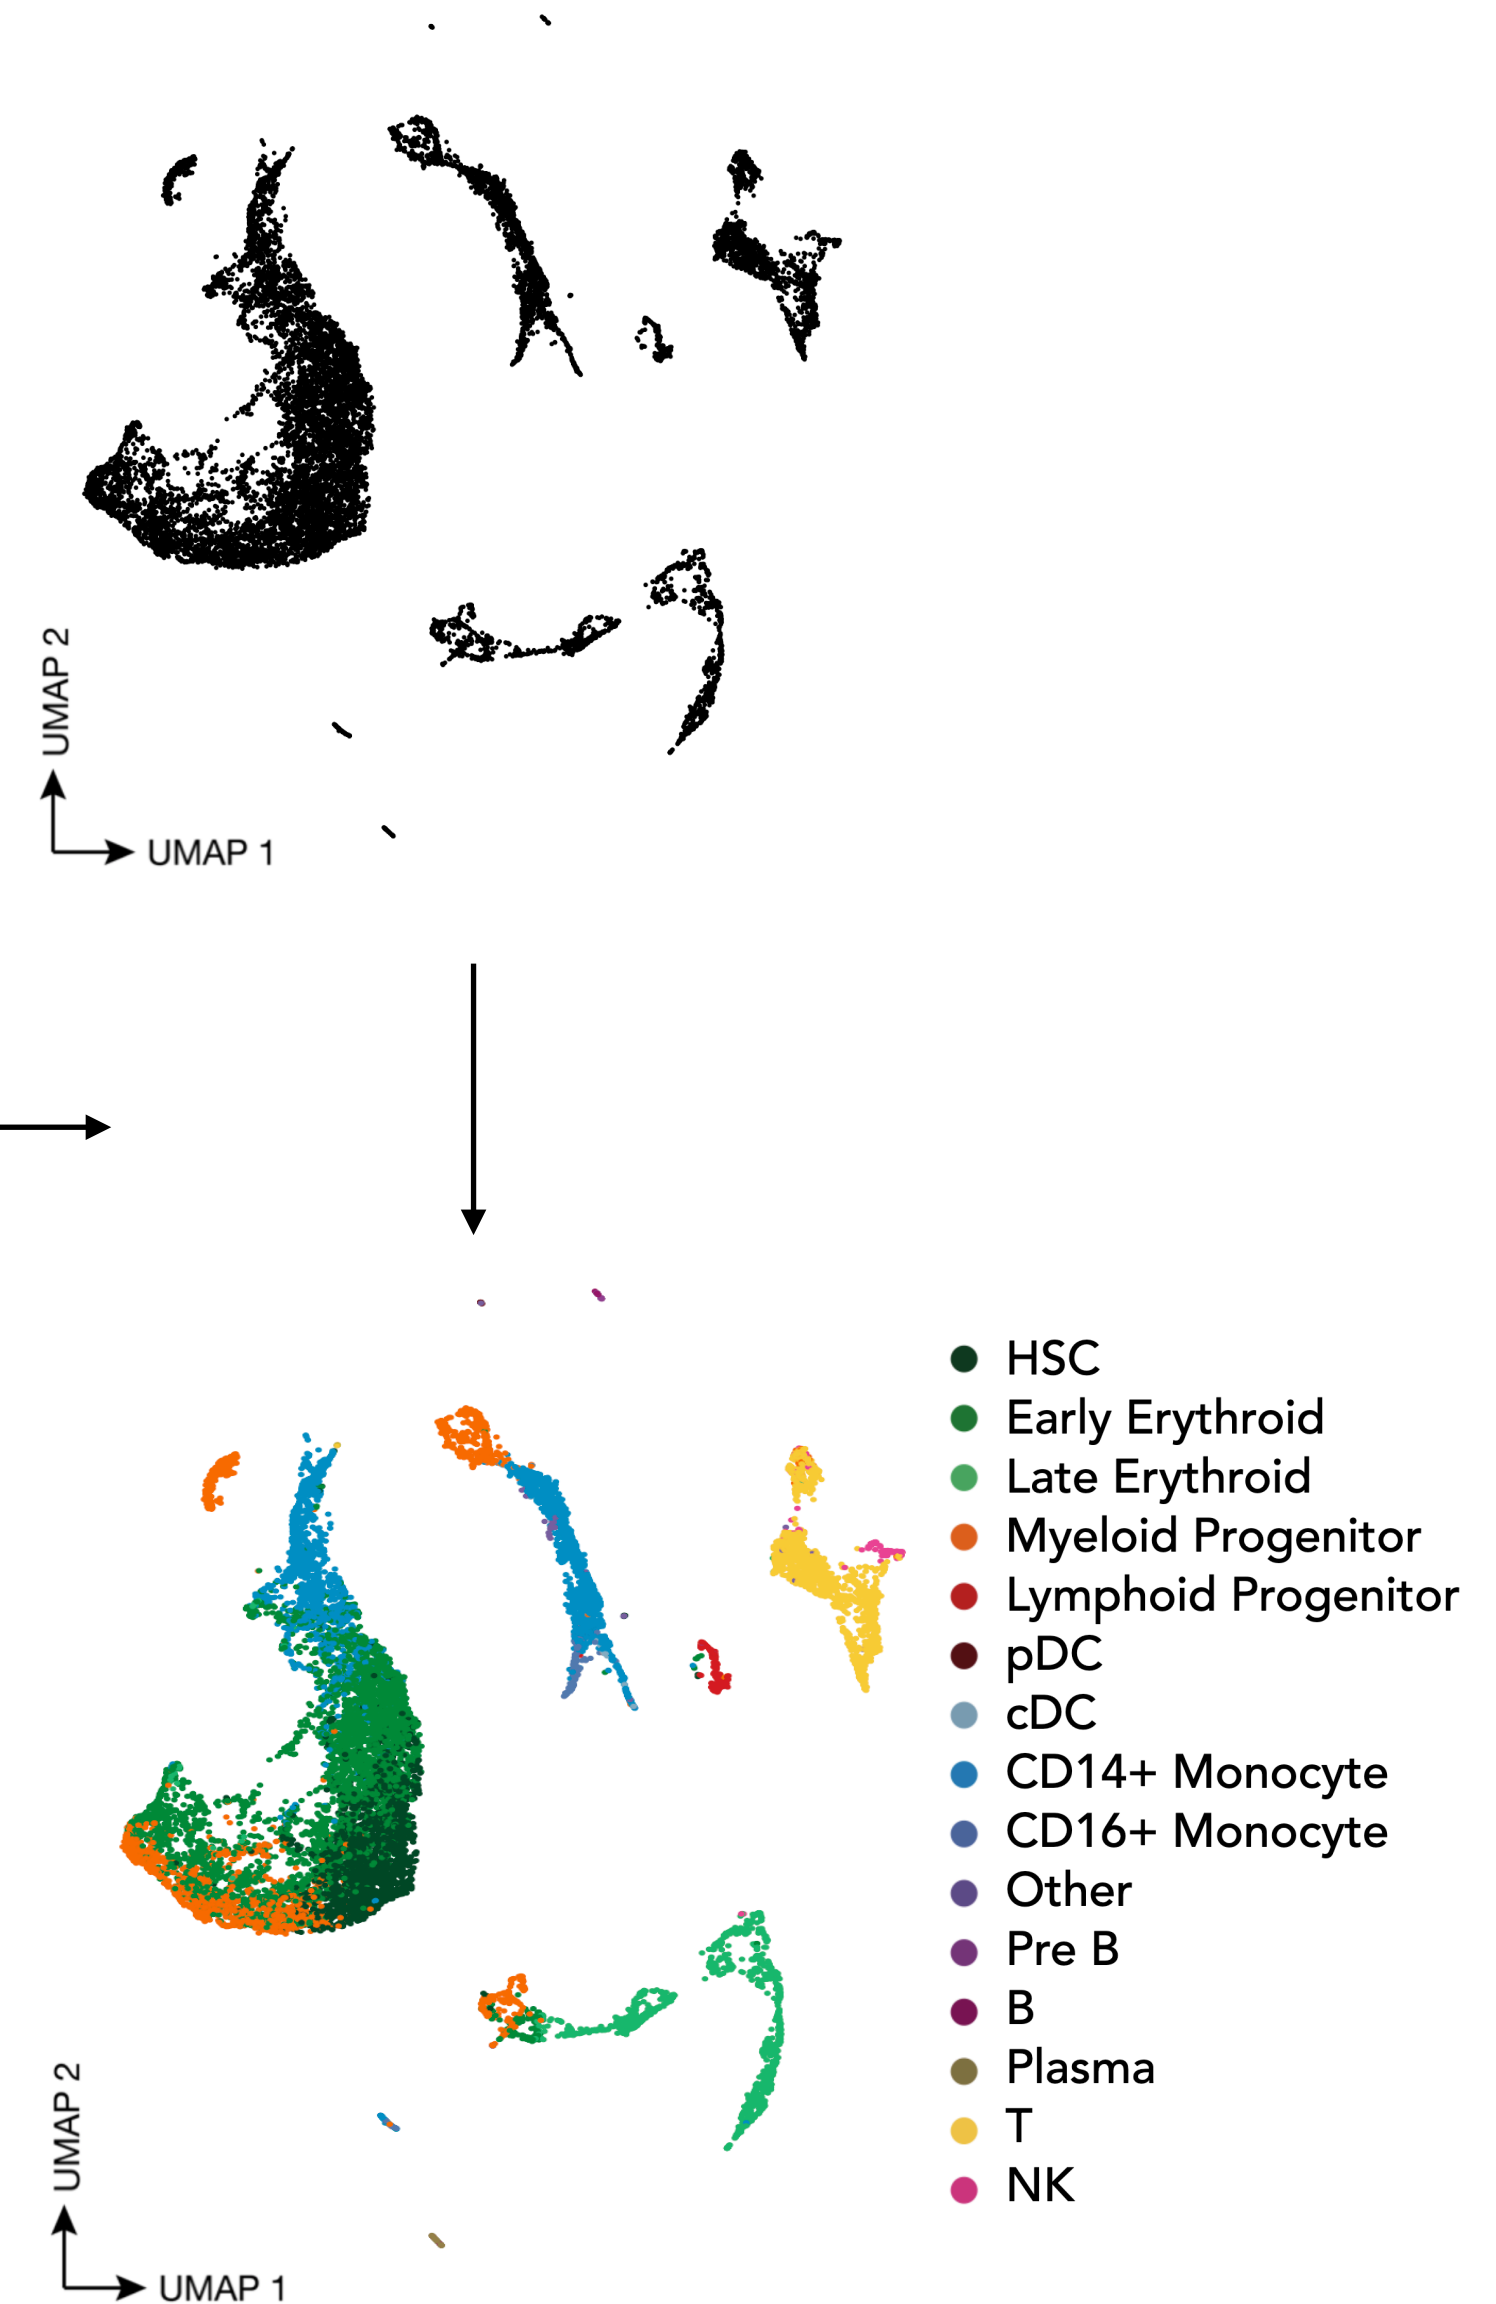 UMAP 2
UMAP 1
HSC
Early Erythroid
Late Erythroid
Myeloid Progenitor
Lymphoid Progenitor
pDC
cDC
CD14+ Monocyte
CD16+ Monocyte
Other
Pre B
B
Plasma
T
NK
UMAP 2
UMAP 1